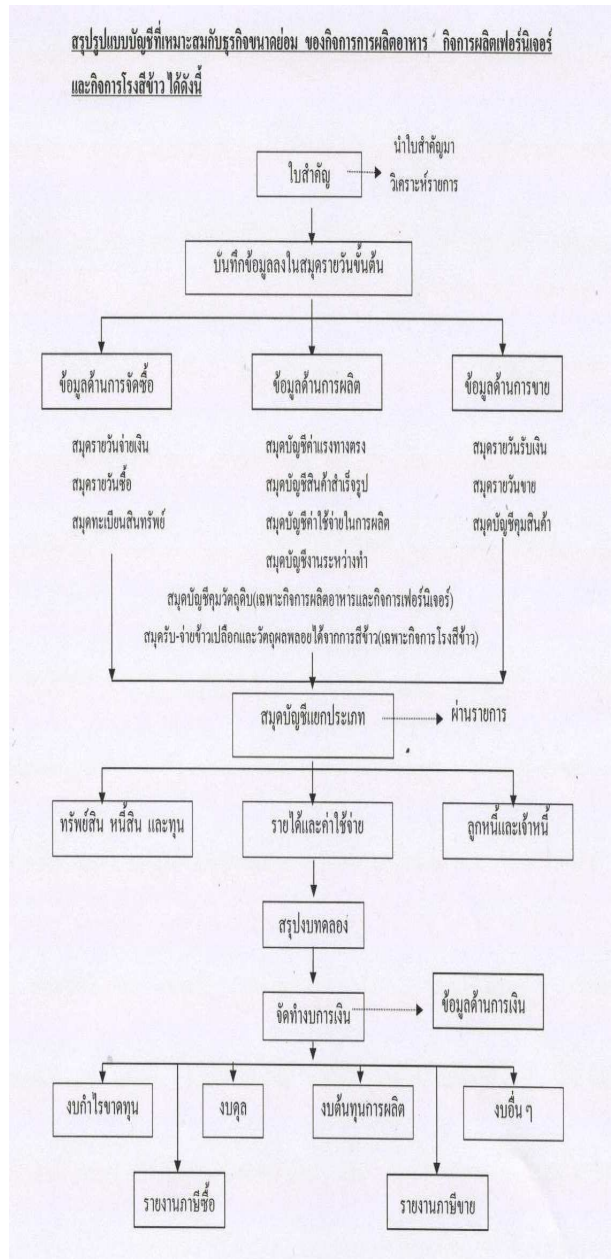 สรุปรูปแบบบัญชีที่เหมาะสมกับธุรกิจขนาดย่อม ของกิจการการผลิตอาหาร กิจการผลิตเฟอร์นิเจอร์
และกิจการโรงสีข้าว ได้ดังนี้
ใบสำคัญ
นำใบสำคัญมา
วิเคราะห์รายการ
บันทึกข้อมูลลงในสมุดรายวันขั้นต้น
ข้อมูลด้านการจัดซื้อ
ข้อมูลด้านการผลิต
ข้อมูลด้านการขาย
สมุดรายวันจ่ายเงิน
สมุดบัญชีค่าแรงทางตรง
สมุดรายวันรับเงิน
สมุดรายวันซื้อ
สมุดบัญชีสินค้าสำเร็จรูป
สมุดรายวันขาย
สมุดทะเบียนสินทรัพย์
สมุดบัญชีค่าใช้จ่ายในการผลิต
สมุดบัญชีคุมสินค้า
สมุดบัญชีงานระหว่างทำ
สมุดบัญชีคุมวัตถุดิบ(เฉพาะกิจการผลิตอาหารและกิจการเฟอร์นิเจอร์)
สมุดรับ-จ่ายข้าวเปลือกและวัตถุผลพลอยได้จากการสีข้าว(เฉพาะกิจการโรงสีข้าว)
สมุดบัญชีแยกประเภท
ผ่านรายการ
ทรัพย์สิน หนี้สิน และทุน
รายได้และค่าใช้จ่าย
ลูกหนี้และเจ้าหนี้
สรุปงบทดลอง
จัดทำงบการเงิน
ข้อมูลด้านการเงิน
งบกำไรขาดทุน
งบดุล
งบต้นทุนการผลิต
งบอื่น ๆ
รายงานภาษีซื้อ
รายงานภาษีขาย